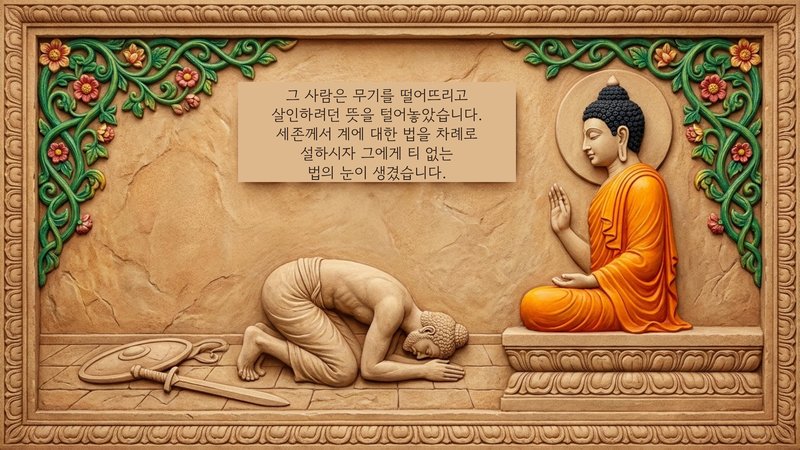 그 사람은 무기를 떨어뜨리고
살인하려던 뜻을 털어놓았습니다.
세존께서 계에 대한 법을 차례로
설하시자 그에게 티 없는
법의 눈이 생겼습니다.